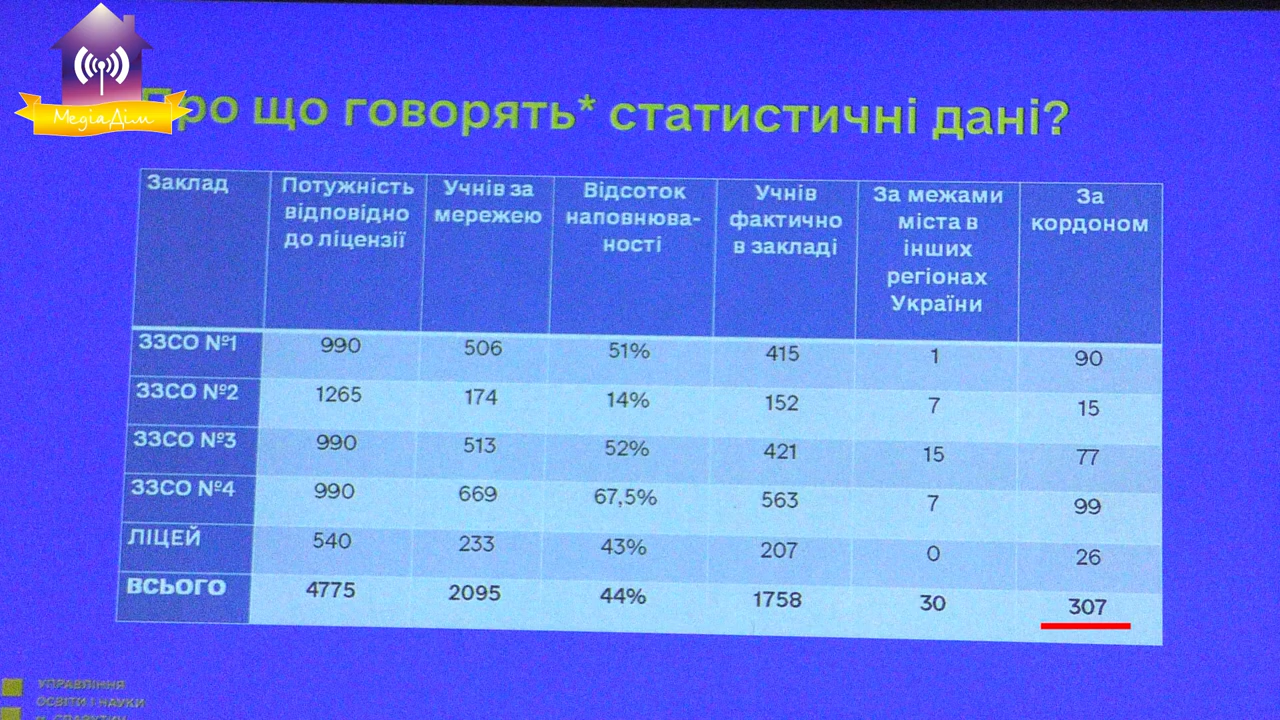 МедіаДім
Про що говорять* статистичні дані?
Заклад Потужність відповідно до ліцензії Учнів за мережею Відсоток наповнюва-ності Учнів фактично в закладі За межами міста в інших регіонах України За кордоном
ЗЗСО №1 990 506 51% 415 1 90
ЗЗСО №2 1265 174 14% 152 7 15
ЗЗСО №3 990 513 52% 421 15 77
ЗЗСО №4 990 669 67,5% 563 7 99
ЛІЦЕЙ 540 233 43% 207 0 26
ВСЬОГО 4775 2095 44% 1758 30 307
УПРАВЛІННЯ
ОСВІТИ І НАУКИ